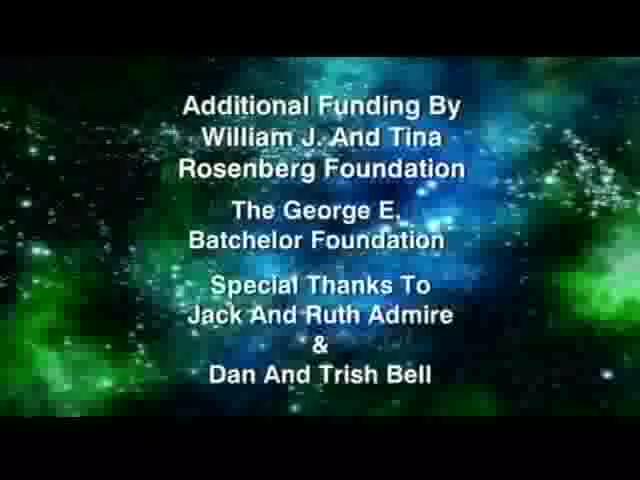 Additional Funding By
William J. And Tina
Rosenberg Foundation
The George E.
Batchelor Foundation
Special Thanks To
Jack And Ruth Admire
&
Dan And Trish Bell